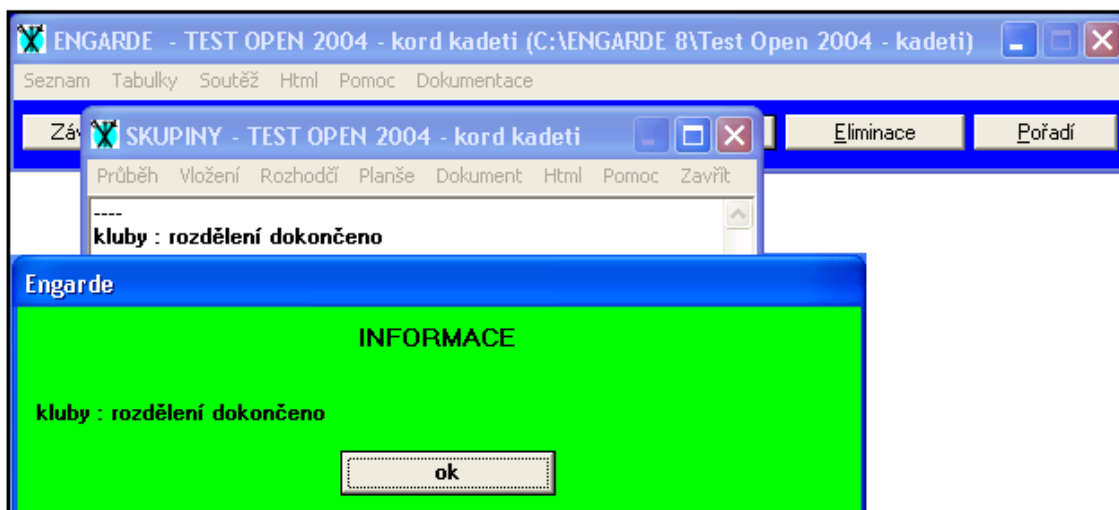 ENGARDE - TEST OPEN 2004 - kord kadeti (C:\ENGARDE 8\Test Open 2004 - kadeti)
Seznam Tabulky Soutěž Html Pomoc Dokumentace
Záv Eliminace Pořadí
SKUPINY - TEST OPEN 2004 - kord kadeti
Průběh Vložení Rozhodčí Planše Dokument Html Pomoc Zavřít
----
kluby : rozdělení dokončeno
Engarde
INFORMACE
kluby : rozdělení dokončeno
ok